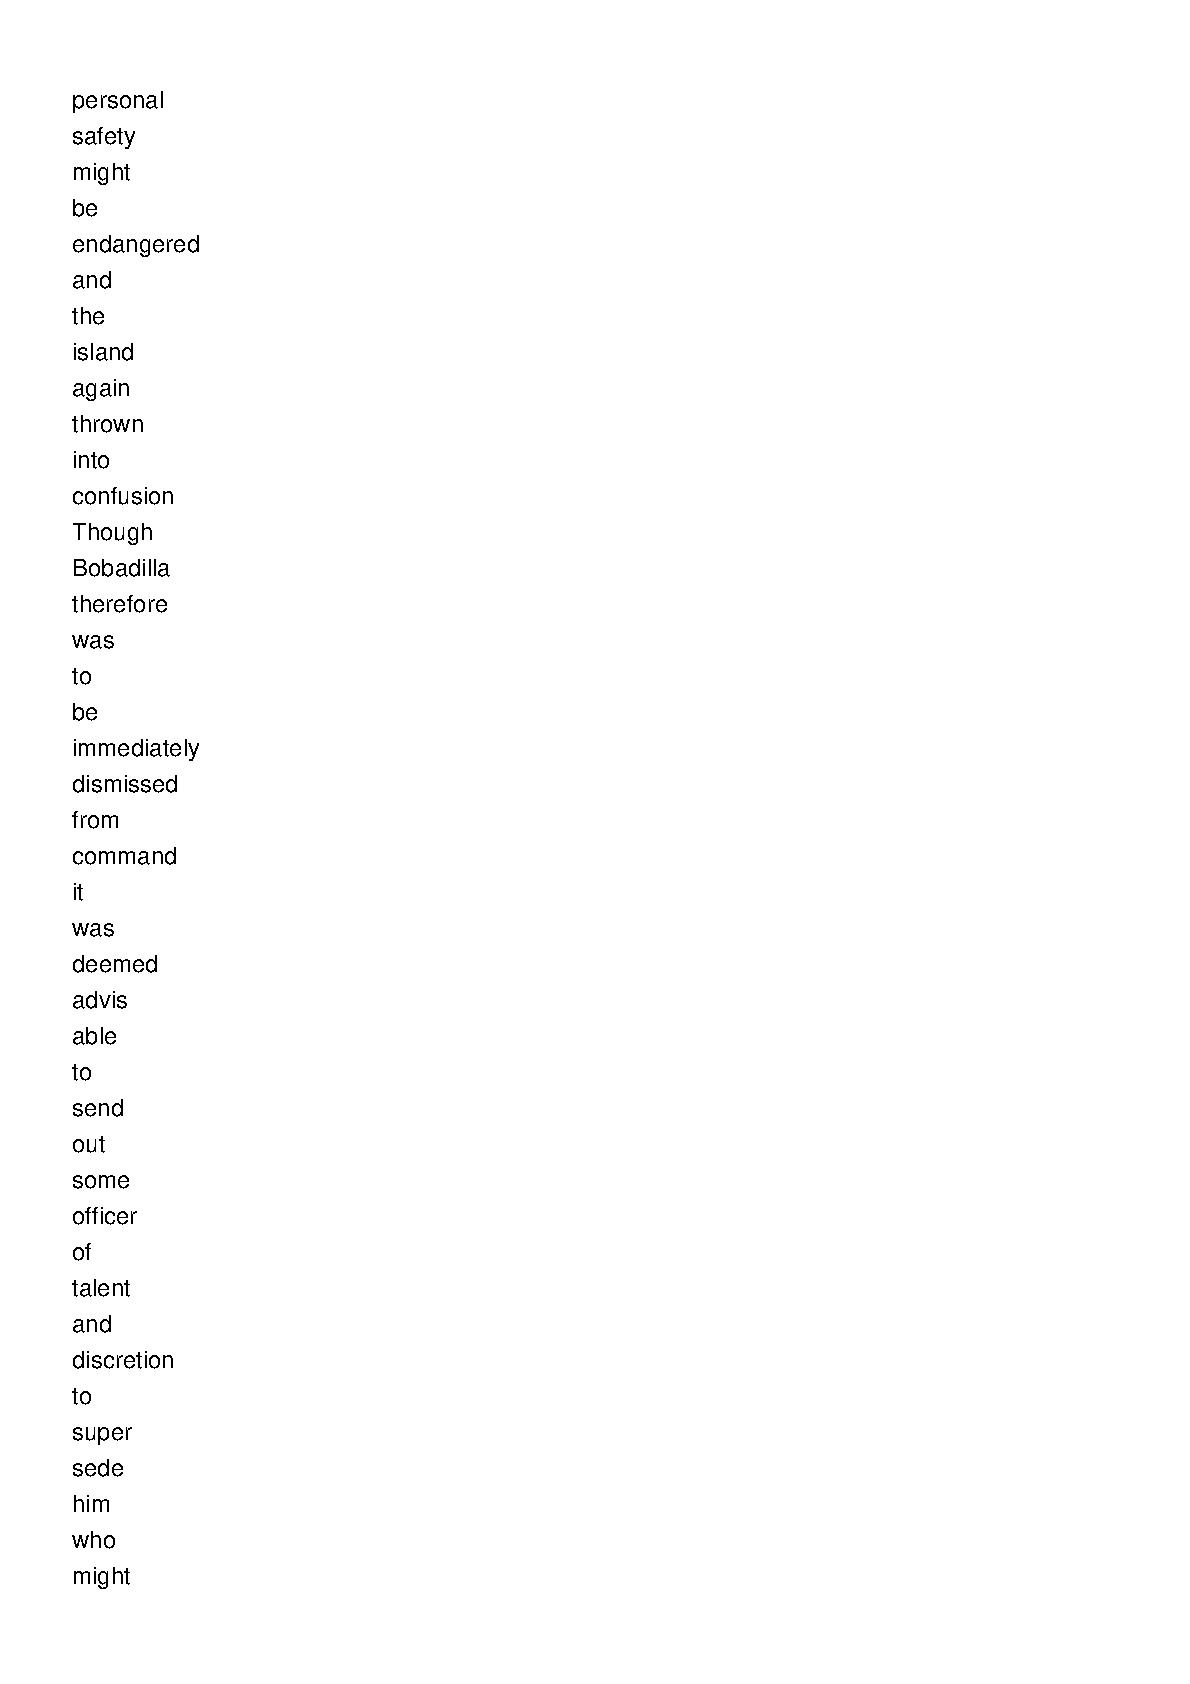 personal
safety
might
be
endangered
and
the
island
again
thrown
into
confusion
Though
Bobadilla
therefore
was
to
be
immediately
dismissed
from
command
it
was
deemed
advis
able
to
send
out
some
officer
of
talent
and
discretion
to
super
sede
him
who
might